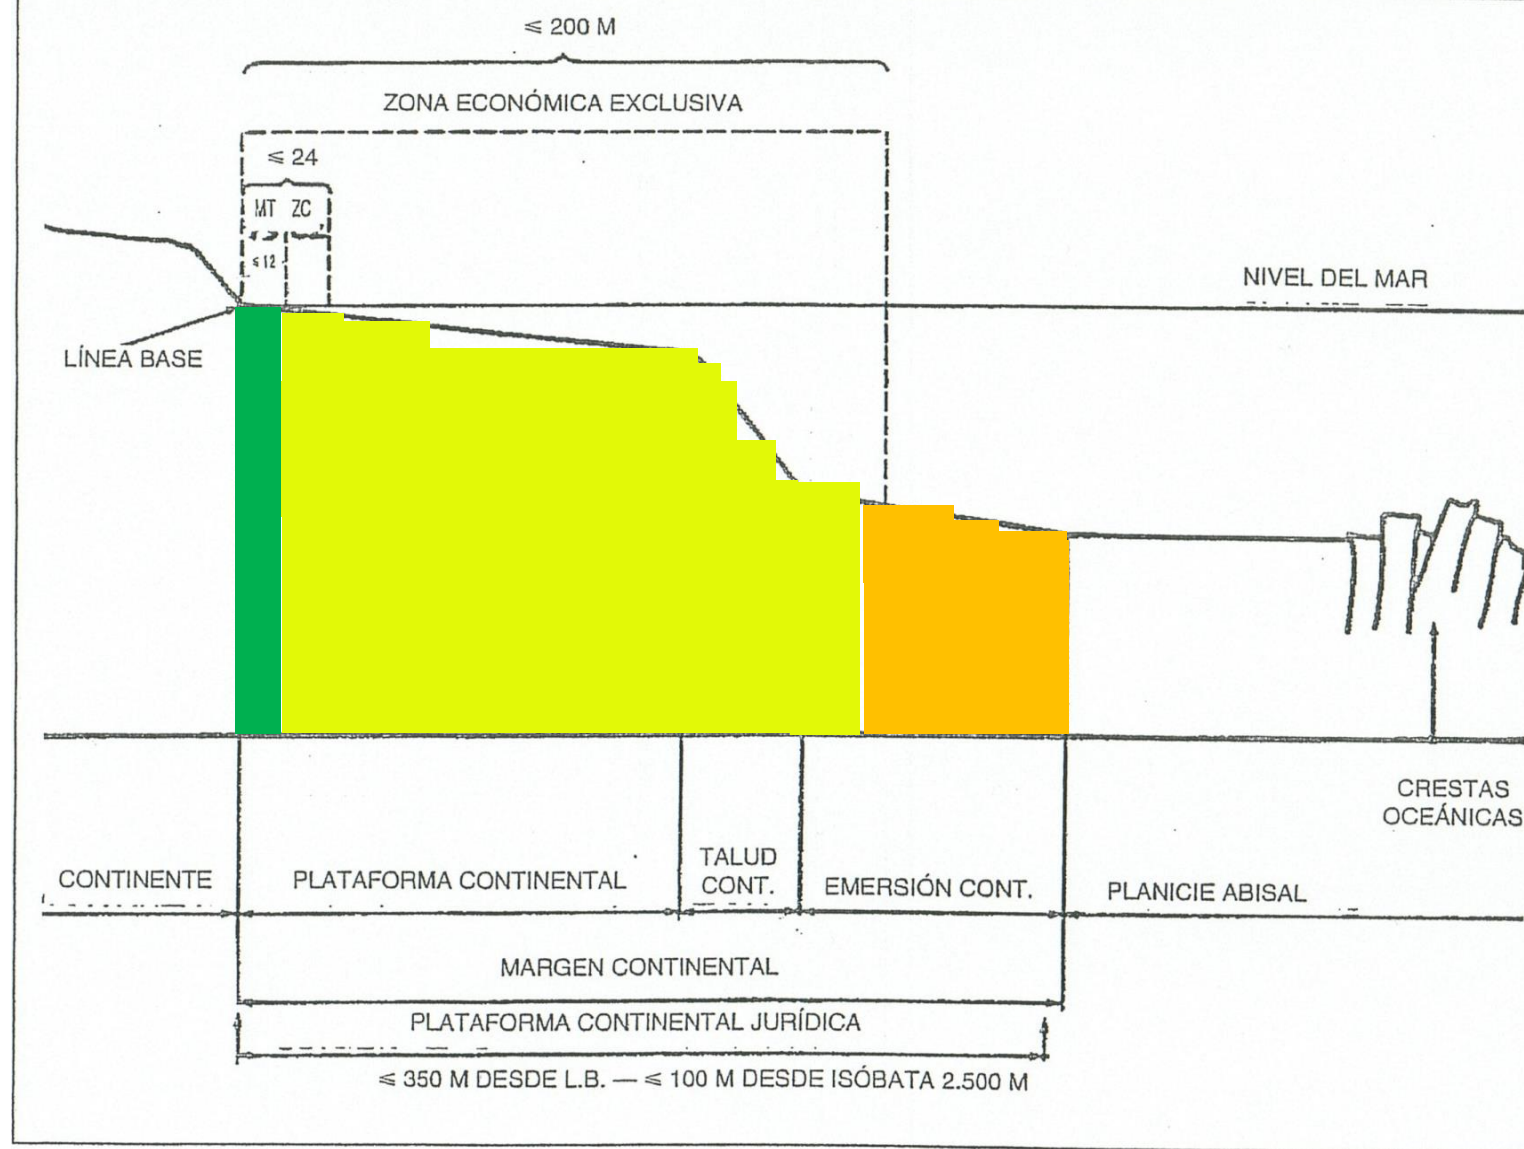 ≤ 200 M
ZONA ECONÓMICA EXCLUSIVA
≤ 24
MT ZC
≤ 12
NIVEL DEL MAR
LÍNEA BASE
CRESTAS
OCEÁNICAS
CONTINENTE
PLATAFORMA CONTINENTAL
TALUD
CONT.
EMERSIÓN CONT.
PLANICIE ABISAL
MARGEN CONTINENTAL
PLATAFORMA CONTINENTAL JURÍDICA
≤ 350 M DESDE L.B. — ≤ 100 M DESDE ISÓBATA 2.500 M